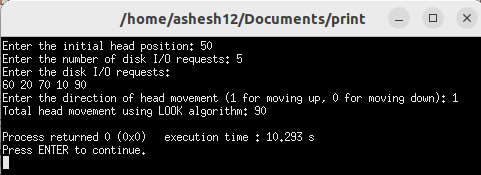 /home/ashesh12/Documents/print
Enter the initial head position: 50
Enter the number of disk I/O requests: 5
Enter the disk I/O requests:
60 20 70 10 90
Enter the direction of head movement (1 for moving up, 0 for moving down): 1
Total head movement using LOOK algorithm: 90
Process returned 0 (0x0)   execution time : 10.293 s
Press ENTER to continue.